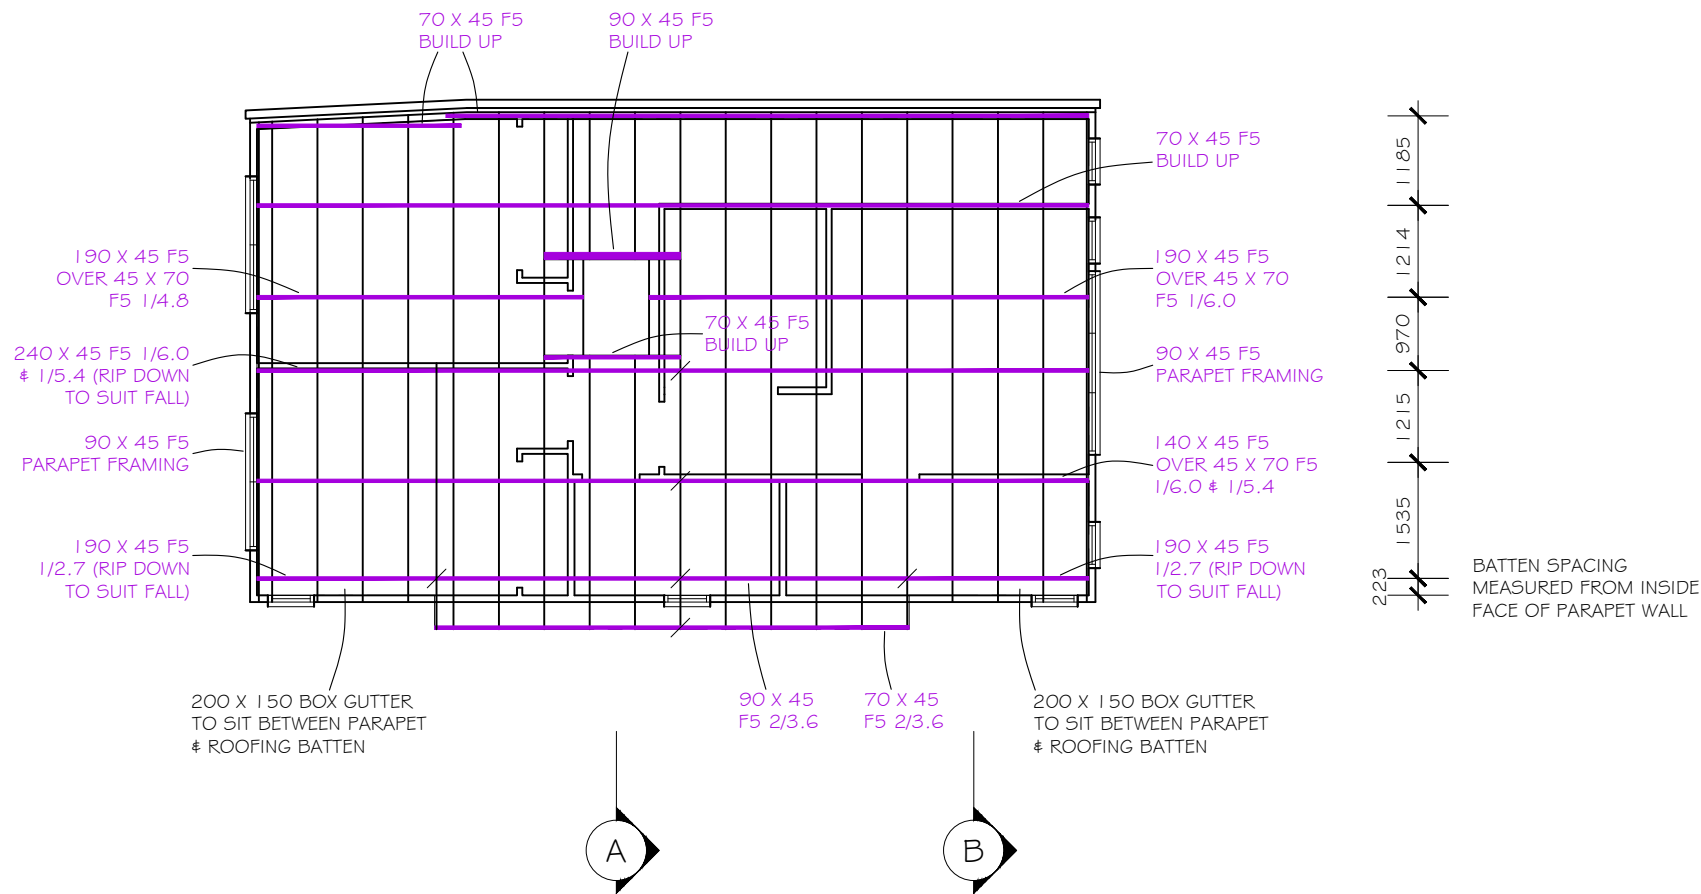 70 X 45 F5
BUILD UP
90 X 45 F5
BUILD UP
70 X 45 F5
BUILD UP
190 X 45 F5
OVER 45 X 70
F5 1/4.8
190 X 45 F5
OVER 45 X 70
F5 1/6.0
70 X 45 F5
BUILD UP
240 X 45 F5 1/6.0
& 1/5.4 (RIP DOWN
TO SUIT FALL)
90 X 45 F5
PARAPET FRAMING
90 X 45 F5
PARAPET FRAMING
140 X 45 F5
OVER 45 X 70 F5
1/6.0 & 1/5.4
190 X 45 F5
1/2.7 (RIP DOWN
TO SUIT FALL)
190 X 45 F5
1/2.7 (RIP DOWN
TO SUIT FALL)
1185
1214
970
1215
1535
223
BATTEN SPACING
MEASURED FROM INSIDE
FACE OF PARAPET WALL
200 X 150 BOX GUTTER
TO SIT BETWEEN PARAPET
& ROOFING BATTEN
90 X 45
F5 2/3.6
70 X 45
F5 2/3.6
200 X 150 BOX GUTTER
TO SIT BETWEEN PARAPET
& ROOFING BATTEN
A
B